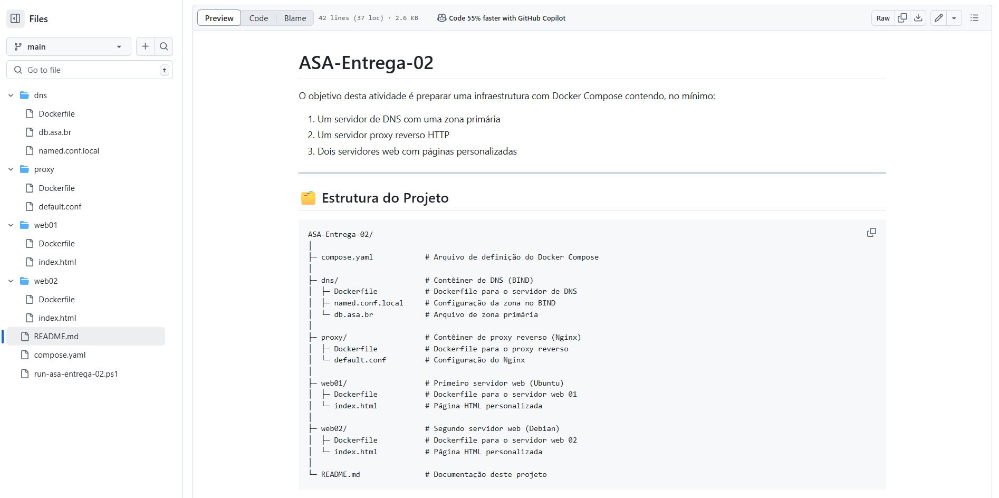 Files
main
Go to file
t
dns
Dockerfile
db.asa.br
named.conf.local
proxy
Dockerfile
default.conf
web01
Dockerfile
index.html
web02
Dockerfile
index.html
README.md
compose.yaml
run-asa-entrega-02.ps1
Preview Code Blame 42 lines (37 loc) · 2.6 KB Code 55% faster with GitHub Copilot Raw
ASA-Entrega-02
O objetivo desta atividade é preparar uma infraestrutura com Docker Compose contendo, no mínimo:
1. Um servidor de DNS com uma zona primária
2. Um servidor proxy reverso HTTP
3. Dois servidores web com páginas personalizadas
Estrutura do Projeto
ASA-Entrega-02/
│
├─ compose.yaml # Arquivo de definição do Docker Compose
│
├─ dns/ # Contêiner de DNS (BIND)
│ ├─ Dockerfile # Dockerfile para o servidor de DNS
│ ├─ named.conf.local # Configuração da zona no BIND
│ └─ db.asa.br # Arquivo de zona primária
│
├─ proxy/ # Contêiner de proxy reverso (Nginx)
│ ├─ Dockerfile # Dockerfile para o proxy reverso
│ └─ default.conf # Configuração do Nginx
│
├─ web01/ # Primeiro servidor web (Ubuntu)
│ ├─ Dockerfile # Dockerfile para o servidor web 01
│ └─ index.html # Página HTML personalizada
│
├─ web02/ # Segundo servidor web (Debian)
│ ├─ Dockerfile # Dockerfile para o servidor web 02
│ └─ index.html # Página HTML personalizada
│
└─ README.md # Documentação deste projeto